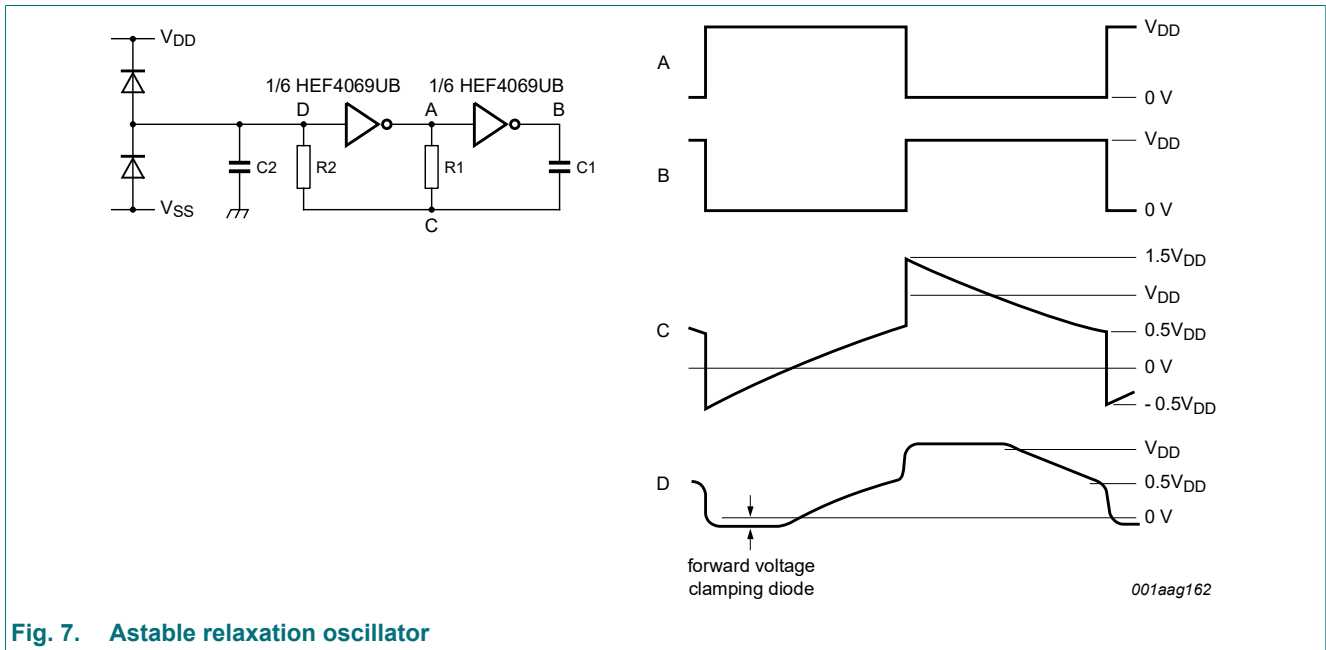 VDD
1/6 HEF4069UB 1/6 HEF4069UB
D A B
C2 R2 R1 C1
VSS
C
A
VDD
0 V
B
VDD
0 V
C
1.5VDD
VDD
0.5VDD
0 V
- 0.5VDD
D
VDD
0.5VDD
0 V
forward voltage
clamping diode
001aag162
Fig. 7. Astable relaxation oscillator